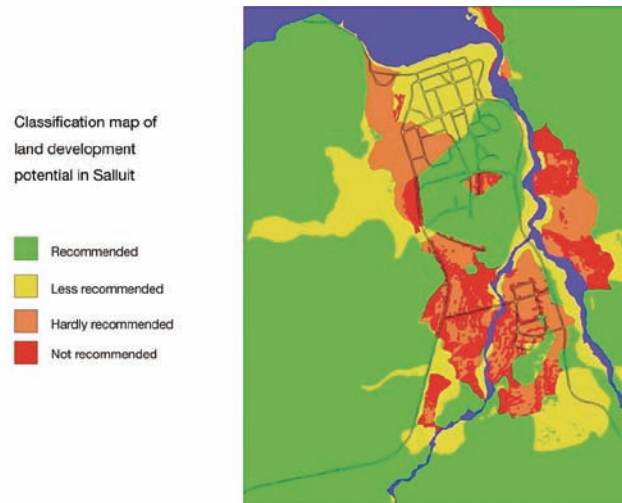 Classification map of
land development
potential in Salluit
Recommended
Less recommended
Hardly recommended
Not recommended